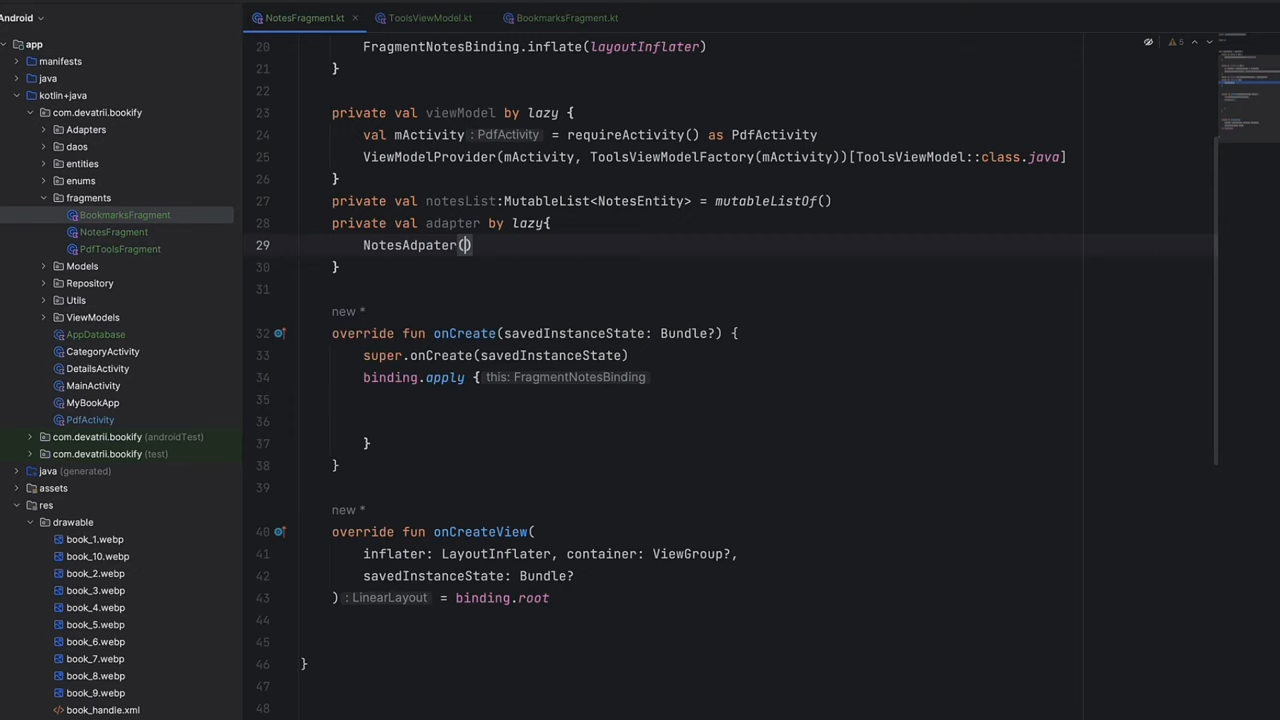 Android
NotesFragment.kt
ToolsViewModel.kt
BookmarksFragment.kt
app
manifests
java
kotlin+java
com.devatrii.bookify
Adapters
daos
entities
enums
fragments
BookmarksFragment
NotesFragment
PdfToolsFragment
Models
Repository
Utils
ViewModels
AppDatabase
CategoryActivity
DetailsActivity
MainActivity
MyBookApp
PdfActivity
com.devatrii.bookify (androidTest)
com.devatrii.bookify (test)
java (generated)
assets
res
drawable
book_1.webp
book_10.webp
book_2.webp
book_3.webp
book_4.webp
book_5.webp
book_6.webp
book_7.webp
book_8.webp
book_9.webp
book_handle.xml
5
20 FragmentNotesBinding.inflate(layoutInflater)
21 }
22
23 private val viewModel by lazy {
24 val mActivity : PdfActivity = requireActivity() as PdfActivity
25 ViewModelProvider(mActivity, ToolsViewModelFactory(mActivity))[ToolsViewModel::class.java]
26 }
27 private val notesList:MutableList<NotesEntity> = mutableListOf()
28 private val adapter by lazy{
29 NotesAdpater()
30 }
31
new *
32 override fun onCreate(savedInstanceState: Bundle?) {
33 super.onCreate(savedInstanceState)
34 binding.apply { this: FragmentNotesBinding
35
36
37 }
38 }
39
new *
40 override fun onCreateView(
41 inflater: LayoutInflater, container: ViewGroup?,
42 savedInstanceState: Bundle?
43 ) : LinearLayout = binding.root
44
45
46 }
47
48